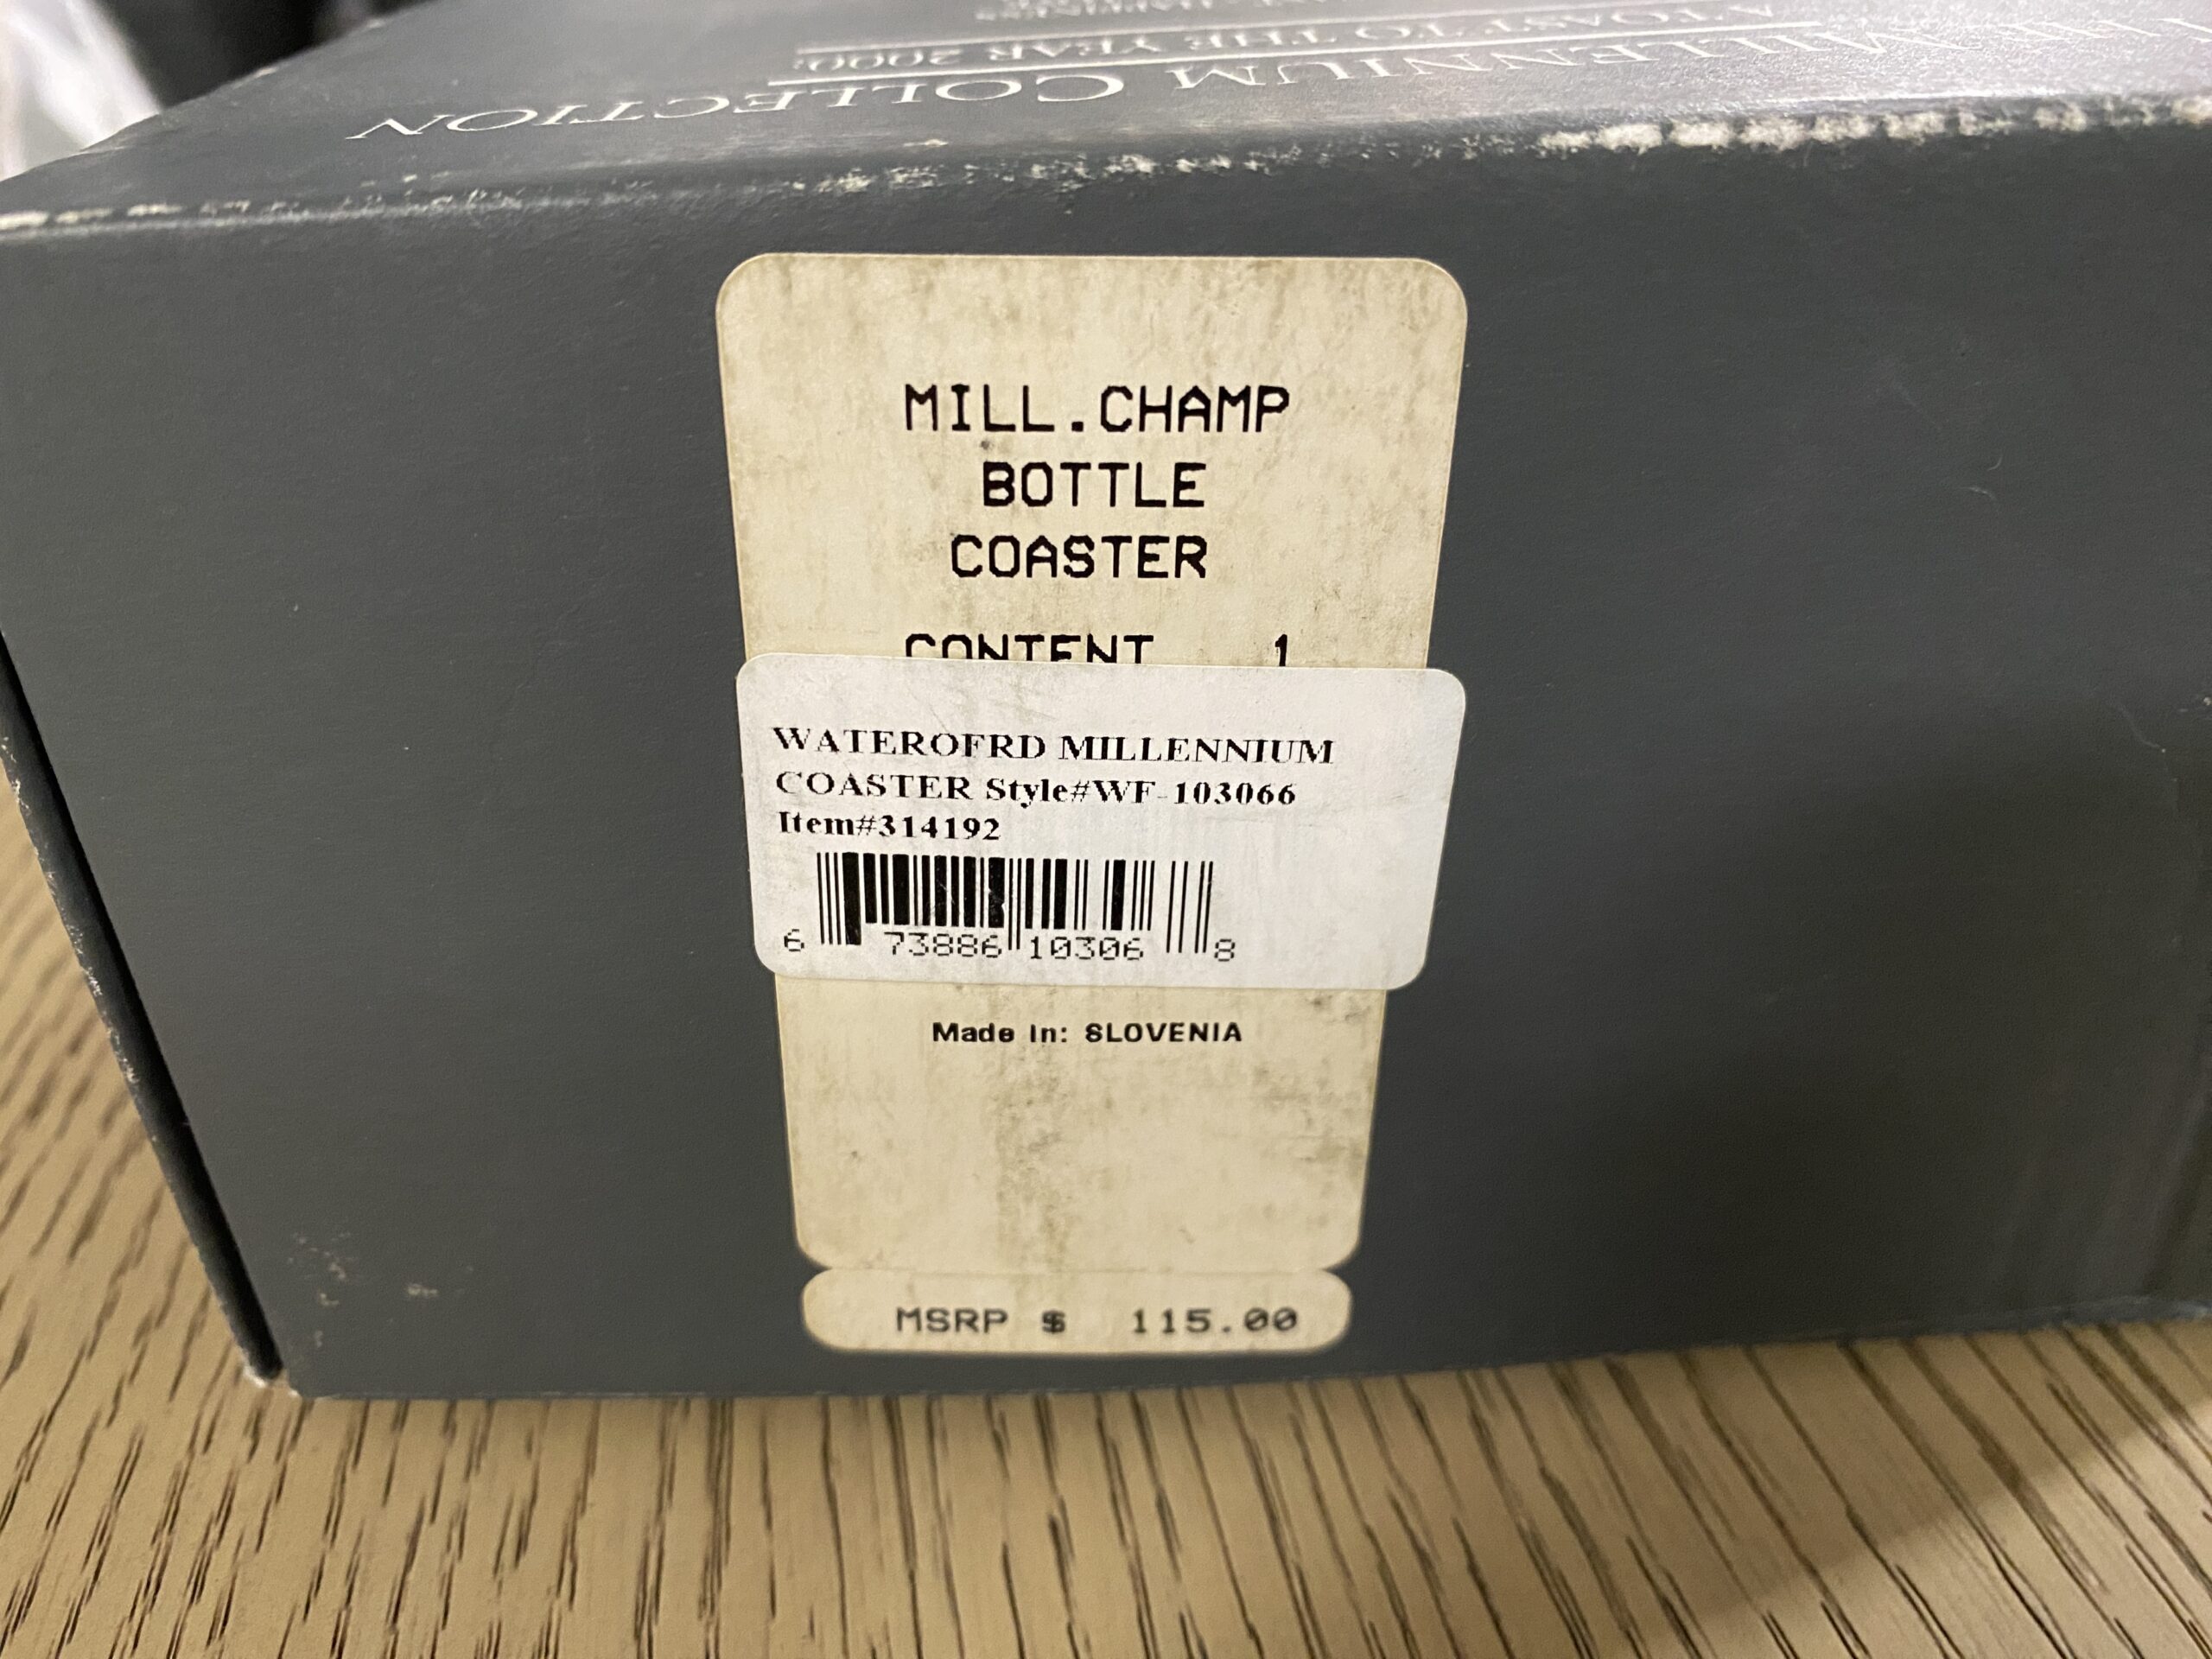 MILLENNIUM COLLECTION
A TOAST TO THE YEAR 2000:
MILL.CHAMP
BOTTLE
COASTER
CONTENT 1
WATEROFRD MILLENNIUM
COASTER Style#WF-103066
Item#314192
6 73886 10306 8
Made In: SLOVENIA
MSRP $ 115.00